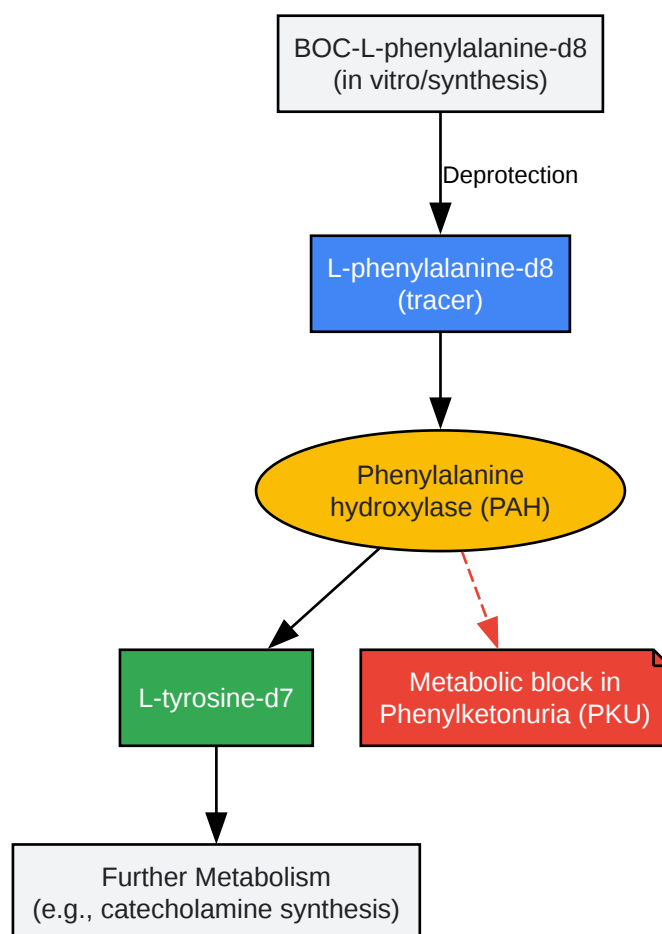 BOC-L-phenylalanine-d8
(in vitro/synthesis)
Deprotection
L-phenylalanine-d8
(tracer)
Phenylalanine
hydroxylase (PAH)
L-tyrosine-d7
Metabolic block in
Phenylketonuria (PKU)
Further Metabolism
(e.g., catecholamine synthesis)